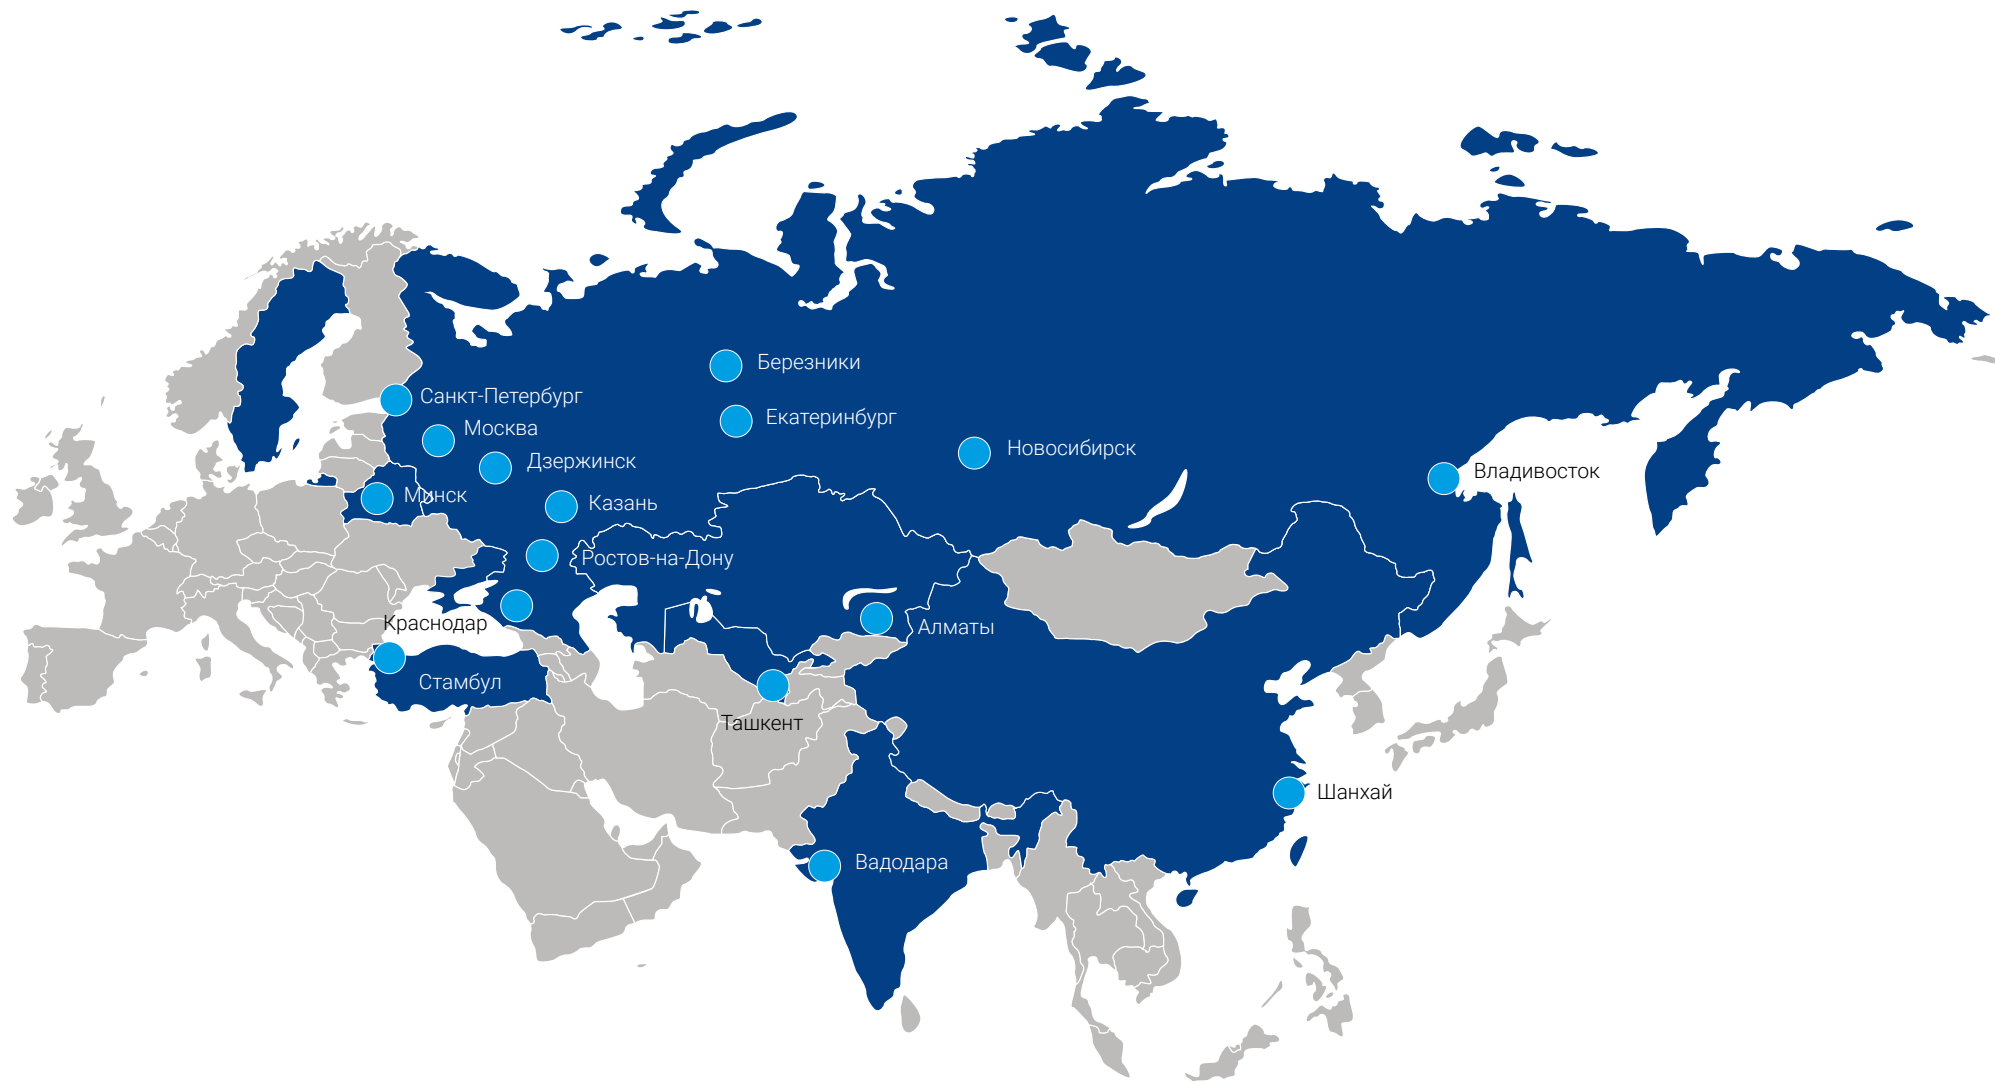 Березники
Санкт-Петербург
Екатеринбург
Москва
Новосибирск
Дзержинск
Владивосток
Минск
Казань
Ростов-на-Дону
Краснодар
Алматы
Стамбул
Ташкент
Шанхай
Вадодара